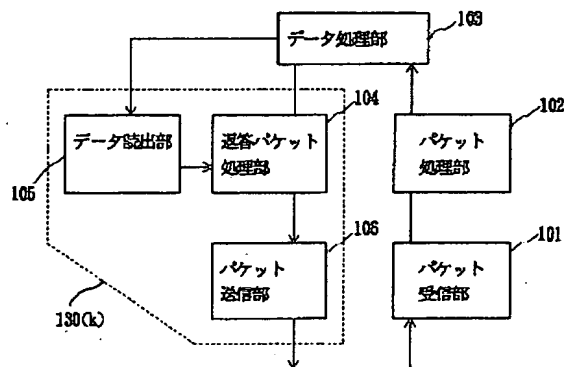 103
データ処理部
104
102
データ読出部
返答パケット
処理部
パケット
処理部
105
106
101
パケット
送信部
パケット
受信部
130(k)